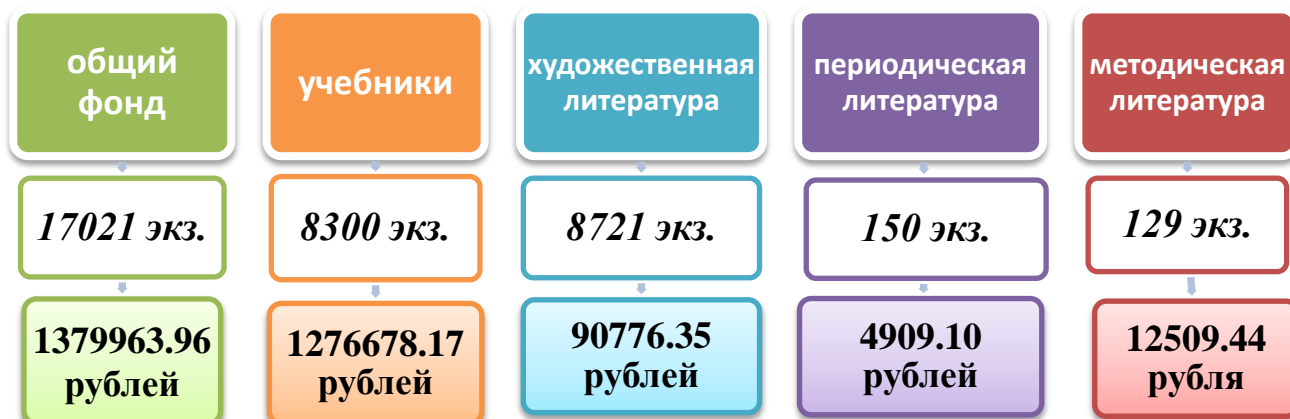 общий
фонд
учебники
художественная
литература
периодическая
литература
методическая
литература
17021 экз.
8300 экз.
8721 экз.
150 экз.
129 экз.
1379963.96
рублей
1276678.17
рублей
90776.35
рублей
4909.10
рублей
12509.44
рубля